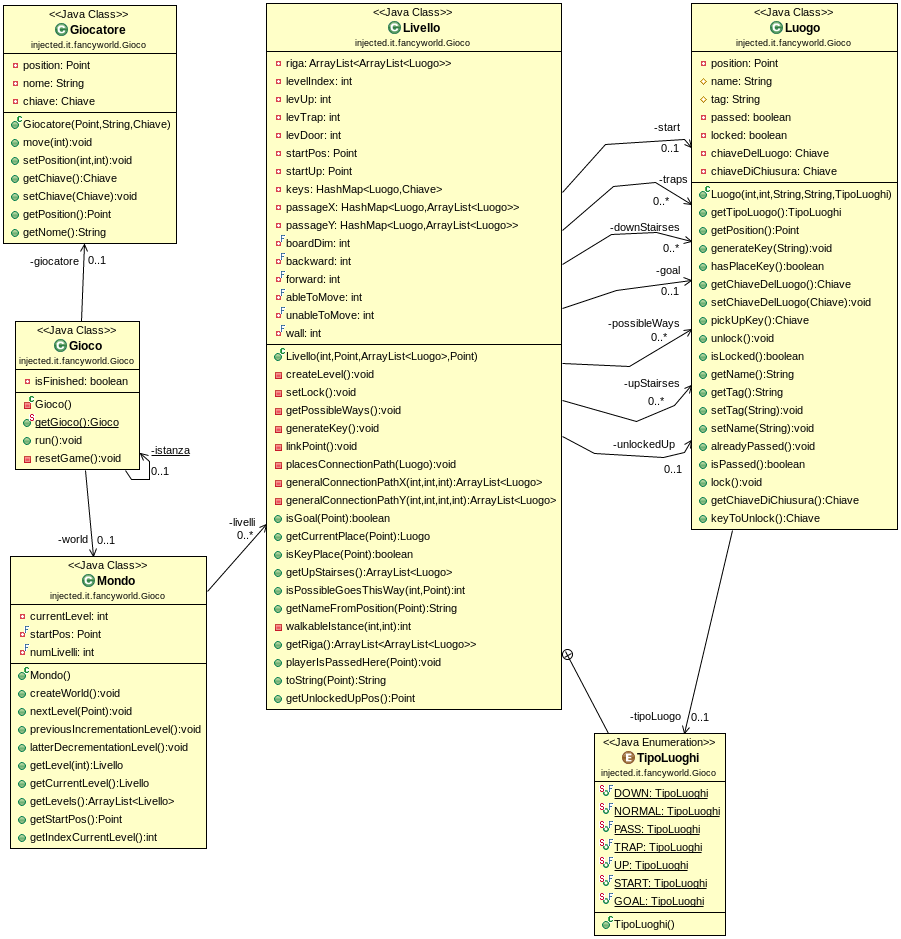 <<Java Class>>
Giocatore
injected.it.fancyworld.Gioco
position: Point
nome: String
chiave: Chiave
Giocatore(Point,String,Chiave)
move(int):void
setPosition(int,int):void
getChiave():Chiave
setChiave(Chiave):void
getPosition():Point
getNome():String
-giocatore
0..1
<<Java Class>>
Gioco
injected.it.fancyworld.Gioco
isFinished: boolean
Gioco()
getGioco():Gioco
run():void
resetGame():void
-istanza
0..1
-world
0..1
<<Java Class>>
Mondo
injected.it.fancyworld.Gioco
currentLevel: int
startPos: Point
numLivelli: int
Mondo()
createWorld():void
nextLevel(Point):void
previousIncrementationLevel():void
latterDecrementationLevel():void
getLevel(int):Livello
getCurrentLevel():Livello
getLevels():ArrayList<Livello>
getStartPos():Point
getIndexCurrentLevel():int
-livelli
0..*
<<Java Class>>
Livello
injected.it.fancyworld.Gioco
riga: ArrayList<ArrayList<Luogo>>
levelIndex: int
levUp: int
levTrap: int
levDoor: int
startPos: Point
startUp: Point
keys: HashMap<Luogo,Chiave>
passageX: HashMap<Luogo,ArrayList<Luogo>>
passageY: HashMap<Luogo,ArrayList<Luogo>>
boardDim: int
backward: int
forward: int
ableToMove: int
unableToMove: int
wall: int
Livello(int,Point,ArrayList<Luogo>,Point)
createLevel():void
setLock():void
getPossibleWays():void
generateKey():void
linkPoint():void
placesConnectionPath(Luogo):void
generalConnectionPathX(int,int,int):ArrayList<Luogo>
generalConnectionPathY(int,int,int,int):ArrayList<Luogo>
isGoal(Point):boolean
getCurrentPlace(Point):Luogo
isKeyPlace(Point):boolean
getUpStairses():ArrayList<Luogo>
isPossibleGoesThisWay(int,Point):int
getNameFromPosition(Point):String
walkableIstance(int,int):int
getRiga():ArrayList<ArrayList<Luogo>>
playerIsPassedHere(Point):void
toString(Point):String
getUnlockedUpPos():Point
-start
0..1
-traps
0..*
-downStairses
0..*
-goal
0..1
-possibleWays
0..*
-upStairses
0..*
-unlockedUp
0..1
<<Java Class>>
Luogo
injected.it.fancyworld.Gioco
position: Point
name: String
tag: String
passed: boolean
locked: boolean
chiaveDelLuogo: Chiave
chiaveDiChiusura: Chiave
Luogo(int,int,String,String,TipoLuoghi)
getTipoLuogo():TipoLuoghi
getPosition():Point
generateKey(String):void
hasPlaceKey():boolean
getChiaveDelLuogo():Chiave
setChiaveDelLuogo(Chiave):void
pickUpKey():Chiave
unlock():void
isLocked():boolean
getName():String
getTag():String
setTag(String):void
setName(String):void
alreadyPassed():void
isPassed():boolean
lock():void
getChiaveDiChiusura():Chiave
keyToUnlock():Chiave
-tipoLuogo
0..1
<<Java Enumeration>>
TipoLuoghi
injected.it.fancyworld.Gioco
DOWN: TipoLuoghi
NORMAL: TipoLuoghi
PASS: TipoLuoghi
TRAP: TipoLuoghi
UP: TipoLuoghi
START: TipoLuoghi
GOAL: TipoLuoghi
TipoLuoghi()